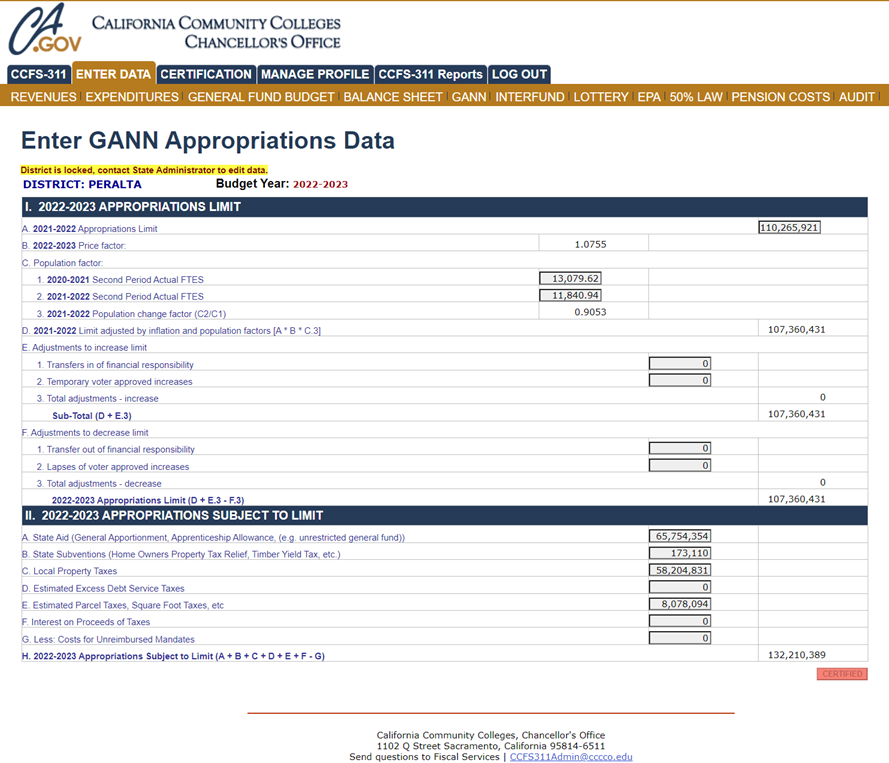 CA.GOV
CALIFORNIA COMMUNITY COLLEGES
CHANCELLOR'S OFFICE
CCFS-311 ENTER DATA CERTIFICATION MANAGE PROFILE CCFS-311 Reports LOG OUT
REVENUES EXPENDITURES GENERAL FUND BUDGET BALANCE SHEET GANN INTERFUND LOTTERY EPA 50% LAW PENSION COSTS AUDIT
Enter GANN Appropriations Data
District is locked, contact State Administrator to edit data.
DISTRICT: PERALTA Budget Year: 2022-2023
I. 2022-2023 APPROPRIATIONS LIMIT
A. 2021-2022 Appropriations Limit 110,265,921
B. 2022-2023 Price factor: 1.0755
C. Population factor:
1. 2020-2021 Second Period Actual FTES 13,079.62
2. 2021-2022 Second Period Actual FTES 11,840.94
3. 2021-2022 Population change factor (C2/C1) 0.9053
D. 2021-2022 Limit adjusted by inflation and population factors [A * B * C.3] 107,360,431
E. Adjustments to increase limit
1. Transfers in of financial responsibility 0
2. Temporary voter approved increases 0
3. Total adjustments - increase 0
Sub-Total (D + E.3) 107,360,431
F. Adjustments to decrease limit
1. Transfer out of financial responsibility 0
2. Lapses of voter approved increases 0
3. Total adjustments - decrease 0
2022-2023 Appropriations Limit (D + E.3 - F.3) 107,360,431
II. 2022-2023 APPROPRIATIONS SUBJECT TO LIMIT
A. State Aid (General Apportionment, Apprenticeship Allowance, (e.g. unrestricted general fund)) 65,754,354
B. State Subventions (Home Owners Property Tax Relief, Timber Yield Tax, etc.) 173,110
C. Local Property Taxes 58,204,831
D. Estimated Excess Debt Service Taxes 0
E. Estimated Parcel Taxes, Square Foot Taxes, etc 8,078,094
F. Interest on Proceeds of Taxes 0
G. Less: Costs for Unreimbursed Mandates 0
H. 2022-2023 Appropriations Subject to Limit (A + B + C + D + E + F - G) 132,210,389
CERTIFIED
California Community Colleges, Chancellor's Office
1102 Q Street Sacramento, California 95814-6511
Send questions to Fiscal Services | CCFS311Admin@cccco.edu